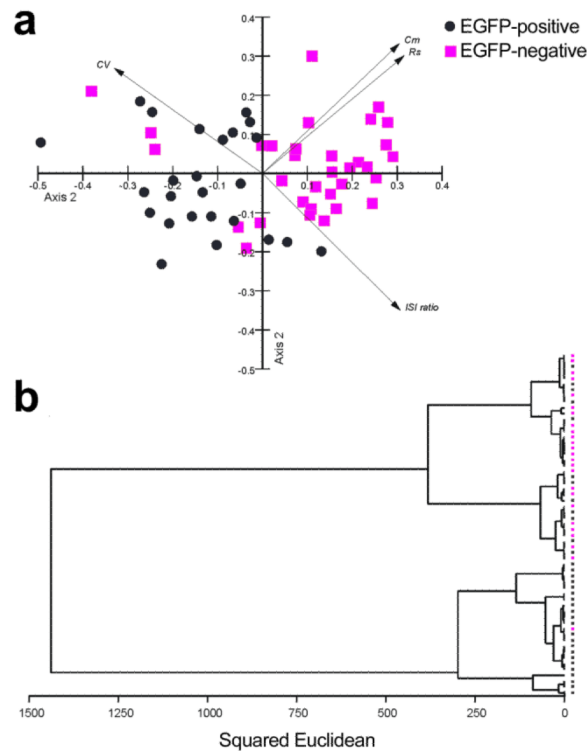 a
EGFP-positive
EGFP-negative
0.4
0.3
0.2
0.1
Cm
Rs
CV
-0.5 -0.4 -0.3 -0.2 -0.1 0.1 0.2 0.3 0.4
Axis 2
-0.1
-0.2
-0.3
-0.4
-0.5
ISI ratio
Axis 2
b
1500 1250 1000 750 500 250 0
Squared Euclidean